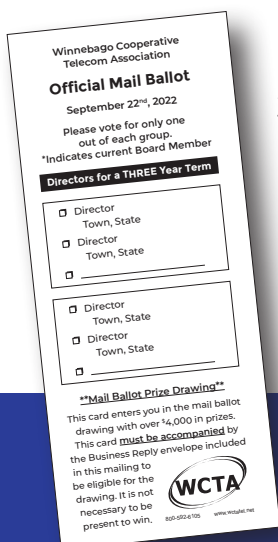 Winnebago Cooperative
Telecom Association
Official Mail Ballot
September 22nd, 2022
Please vote for only one
out of each group.
*Indicates current Board Member
Directors for a THREE Year Term
Director
Town, State
Director
Town, State
Director
Town, State
Director
Town, State
**Mail Ballot Prize Drawing**
This card enters you in the mail ballot
drawing with over $4,000 in prizes.
This card must be accompanied by
the Business Reply envelope included
in this mailing to
be eligible for the
drawing. It is not
necessary to be
present to win.
WCTA
800-592-6105 www.wctatel.net